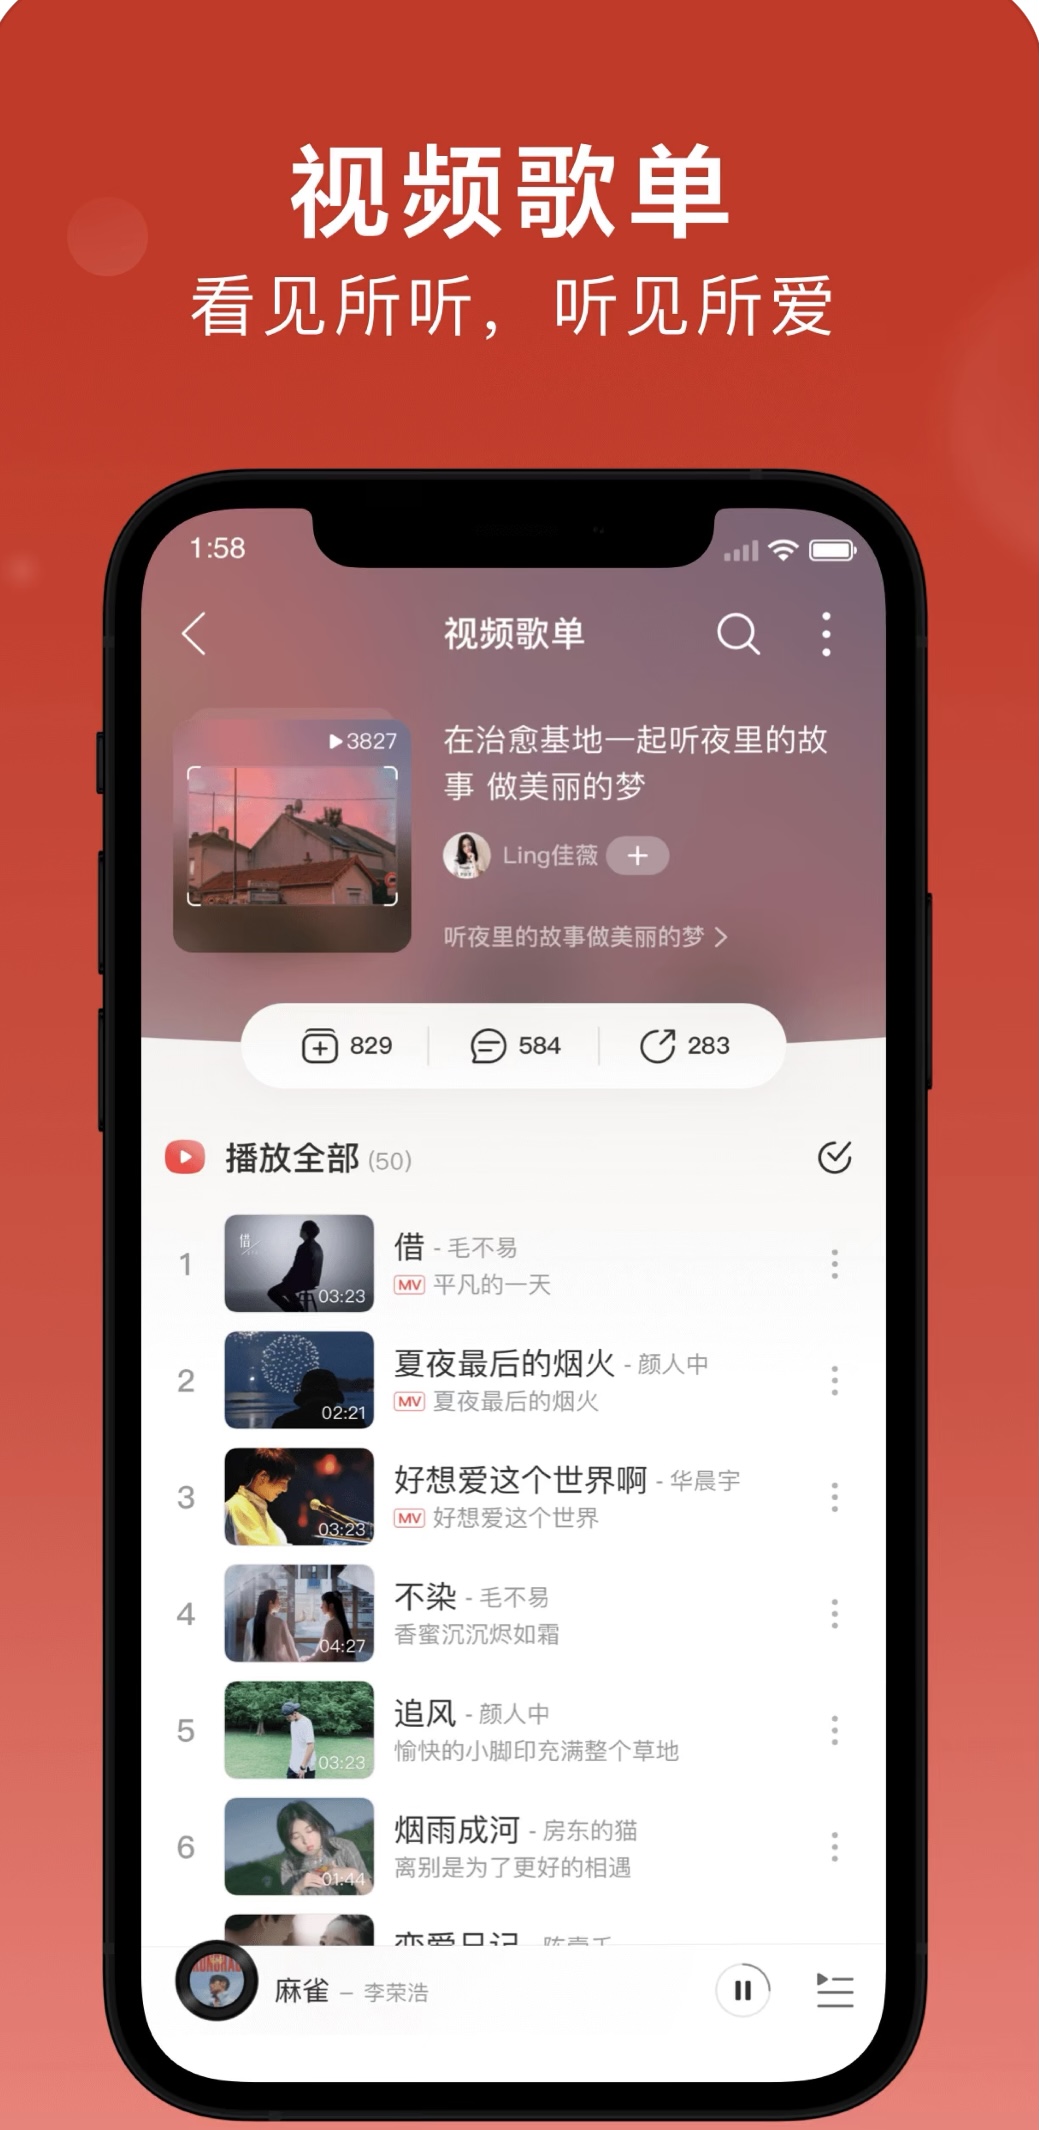 视频歌单
看见所听，听见所爱
1:58
视频歌单
3827
在治愈基地一起听夜里的故
事 做美丽的梦
Ling佳薇
听夜里的故事做美丽的梦
829 584 283
播放全部 (50)
1
借 - 毛不易
借
03:23
MV 平凡的一天
2
夏夜最后的烟火 - 颜人中
02:21
MV 夏夜最后的烟火
3
好想爱这个世界啊 - 华晨宇
03:23
MV 好想爱这个世界
4
不染 - 毛不易
04:27
香蜜沉沉烬如霜
5
追风 - 颜人中
03:23
愉快的小脚印充满整个草地
6
烟雨成河 - 房东的猫
01:44
离别是为了更好的相遇
麻雀 – 李荣浩